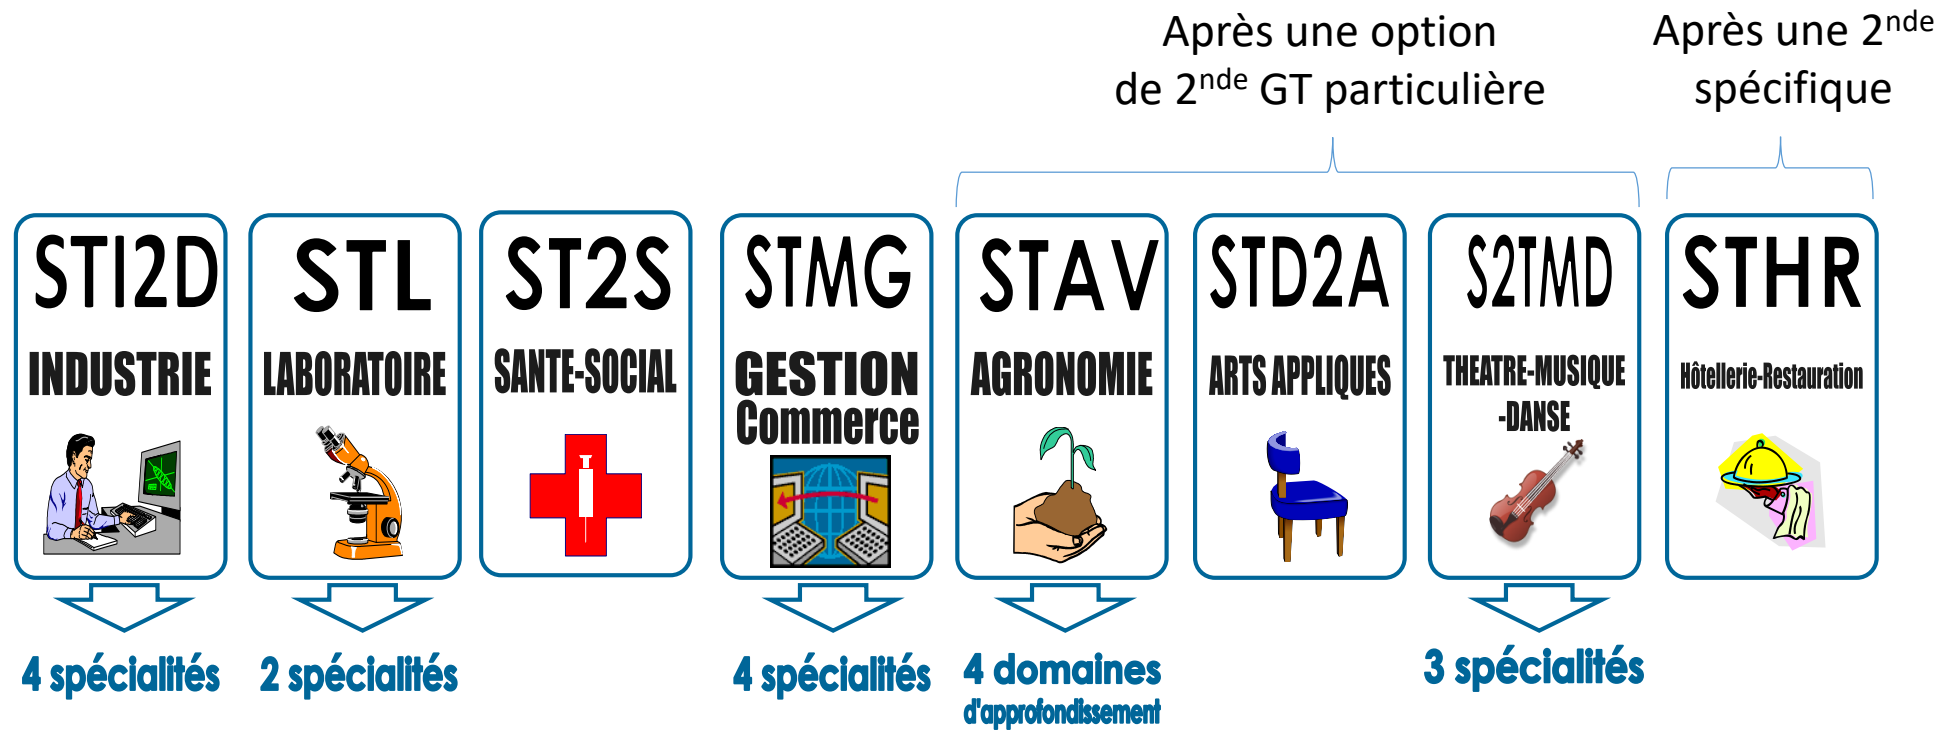 Après une option
de 2nde GT particulière
Après une 2nde
spécifique
STI2D
INDUSTRIE
4 spécialités
STL
LABORATOIRE
2 spécialités
ST2S
SANTE-SOCIAL
STMG
GESTION
Commerce
4 spécialités
STAV
AGRONOMIE
4 domaines
d'approfondissement
STD2A
ARTS APPLIQUES
S2TMD
THEATRE-MUSIQUE
-DANSE
3 spécialités
STHR
Hôtellerie-Restauration